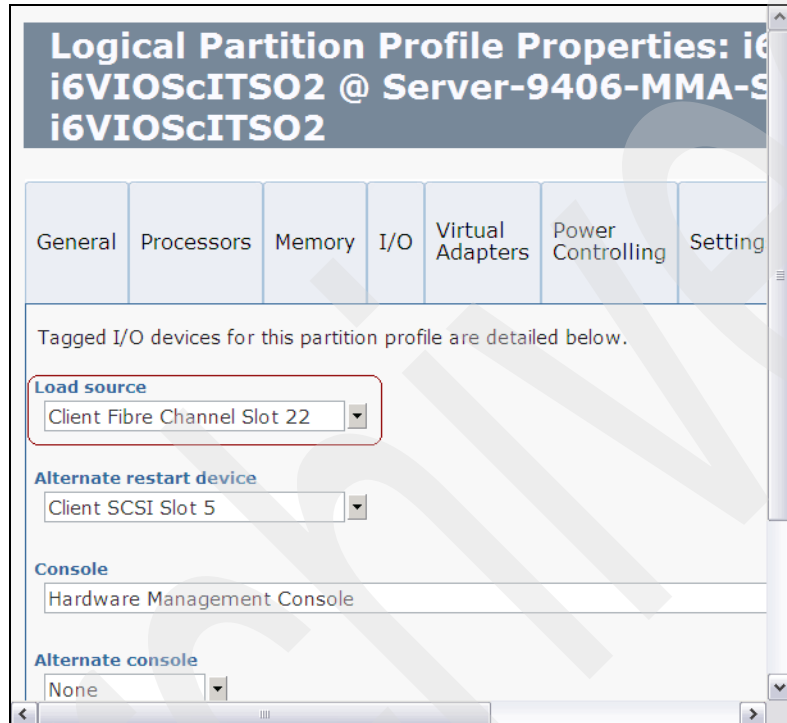 Logical Partition Profile Properties: i6
i6VIOScITSO2 @ Server-9406-MMA-S
i6VIOScITSO2
General Processors Memory I/O Virtual Adapters Power Controlling Setting
Tagged I/O devices for this partition profile are detailed below.
Load source
Client Fibre Channel Slot 22
Alternate restart device
Client SCSI Slot 5
Console
Hardware Management Console
Alternate console
None